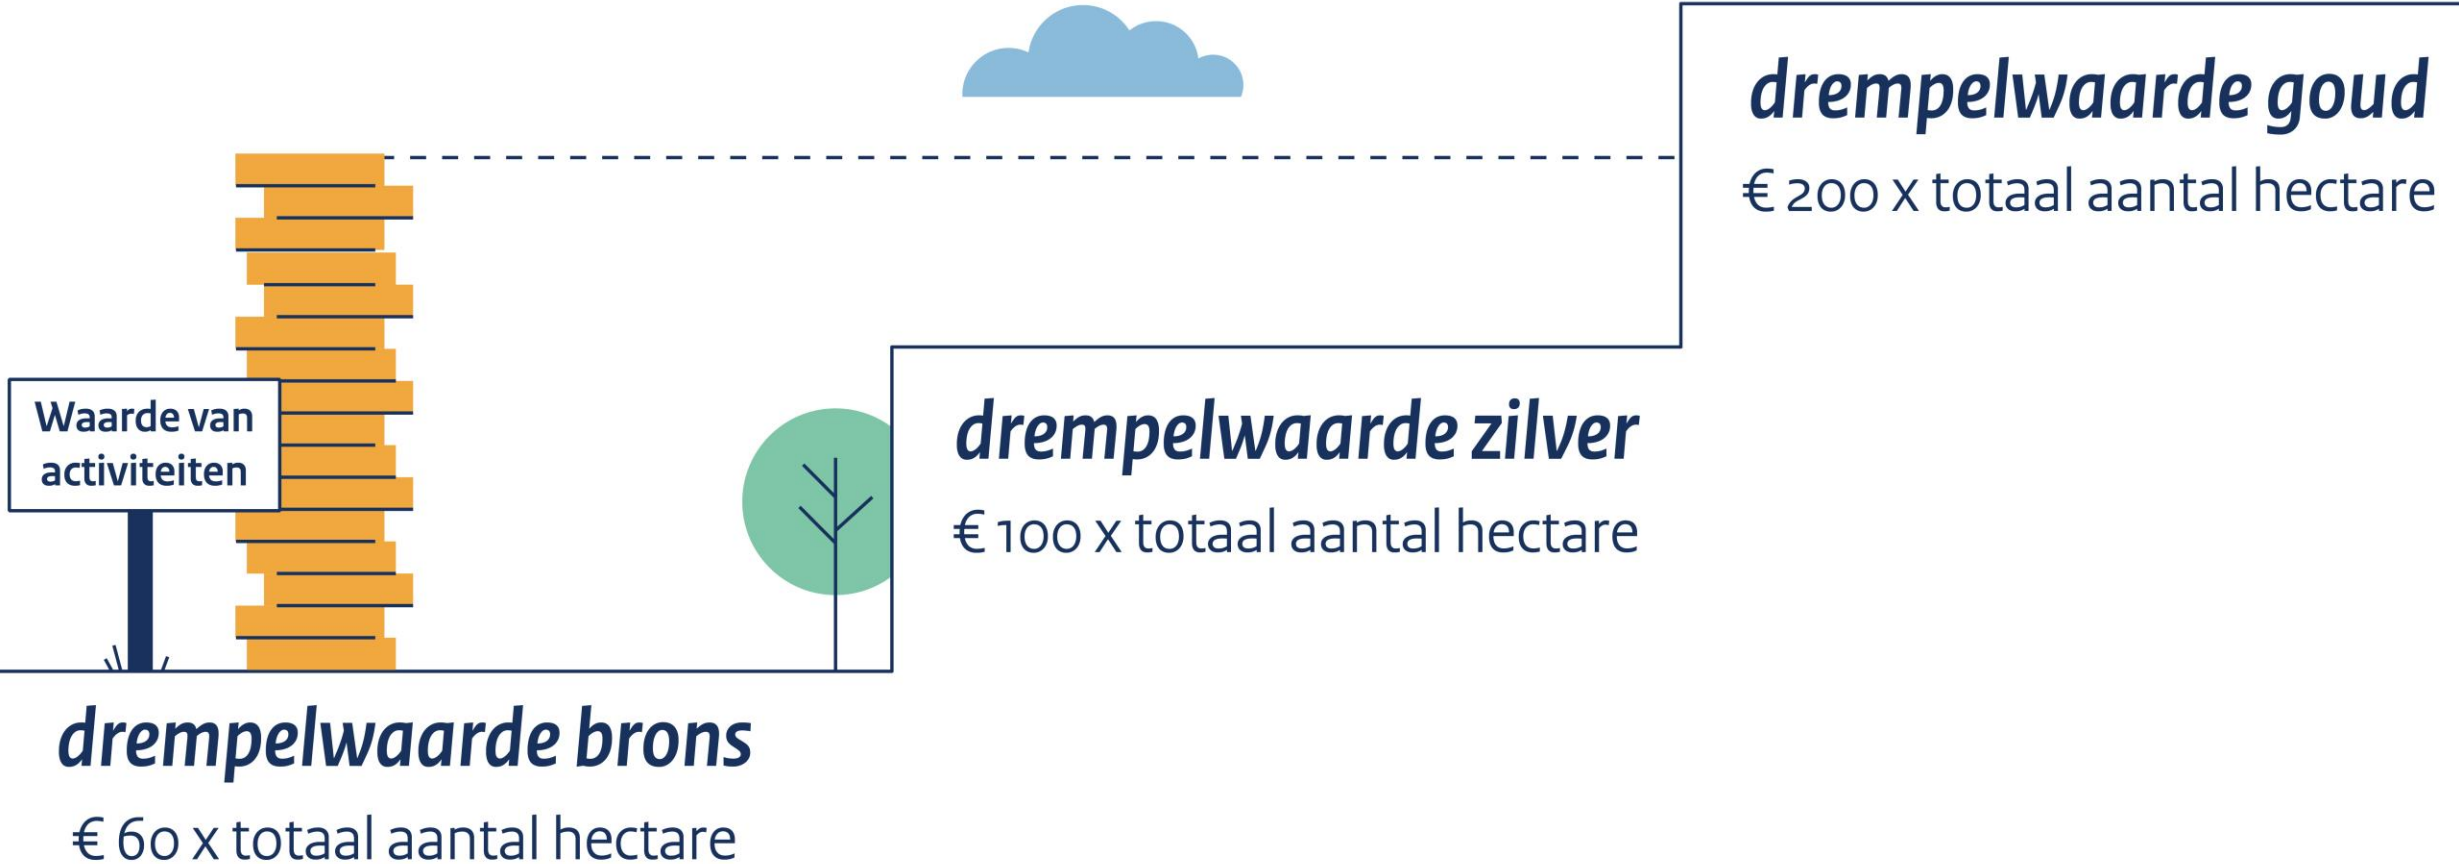 drempelwaarde goud
€ 200 x totaal aantal hectare
Waarde van
activiteiten
drempelwaarde zilver
€ 100 x totaal aantal hectare
drempelwaarde brons
€ 60 x totaal aantal hectare